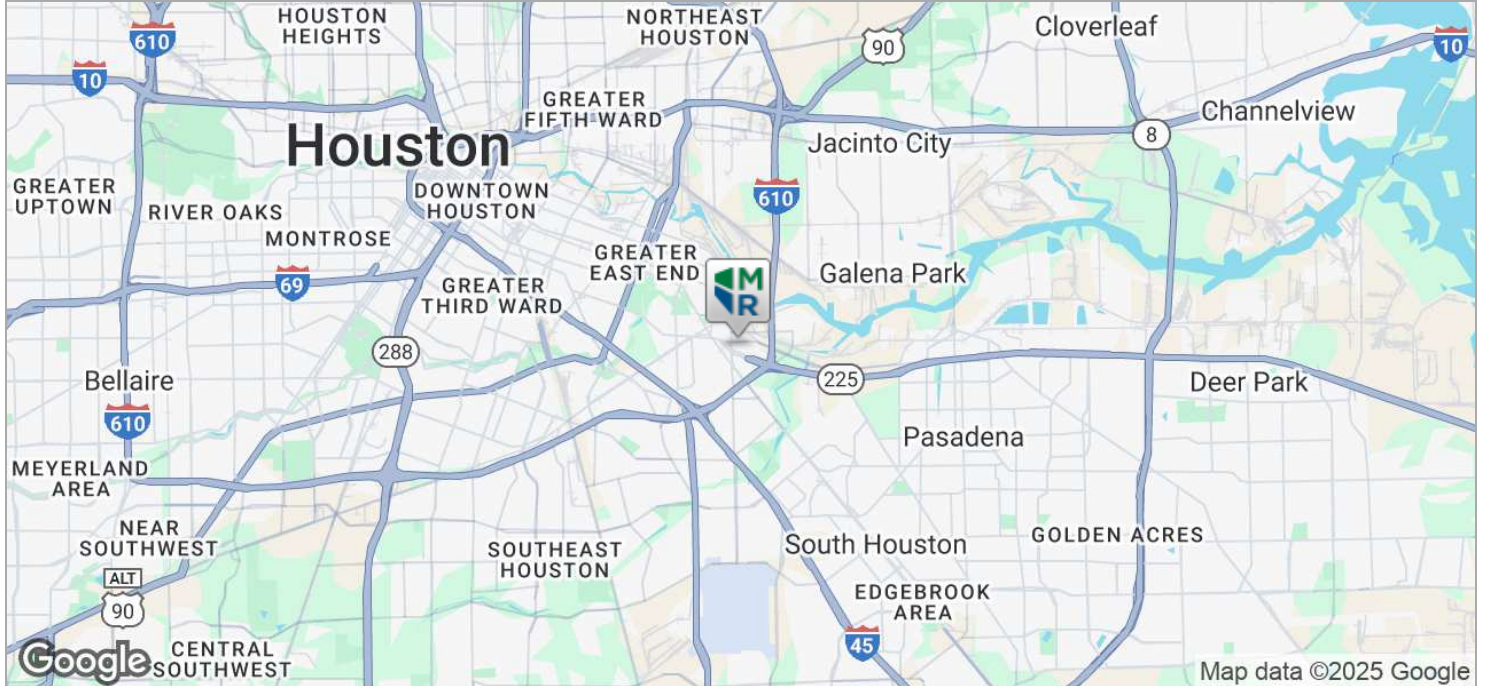 HOUSTON
HEIGHTS
NORTHEAST
HOUSTON
Cloverleaf
610
90
10
10
GREATER
FIFTH WARD
Channelview
8
Houston
Jacinto City
GREATER
UPTOWN
DOWNTOWN
HOUSTON
610
RIVER OAKS
MONTROSE
GREATER
EAST END
Galena Park
M
R
69
GREATER
THIRD WARD
288
225
Bellaire
Deer Park
610
Pasadena
MEYERLAND
AREA
NEAR
SOUTHWEST
SOUTHEAST
HOUSTON
South Houston
GOLDEN ACRES
ALT
90
EDGEBROOK
AREA
45
Google
CENTRAL
SOUTHWEST
Map data ©2025 Google